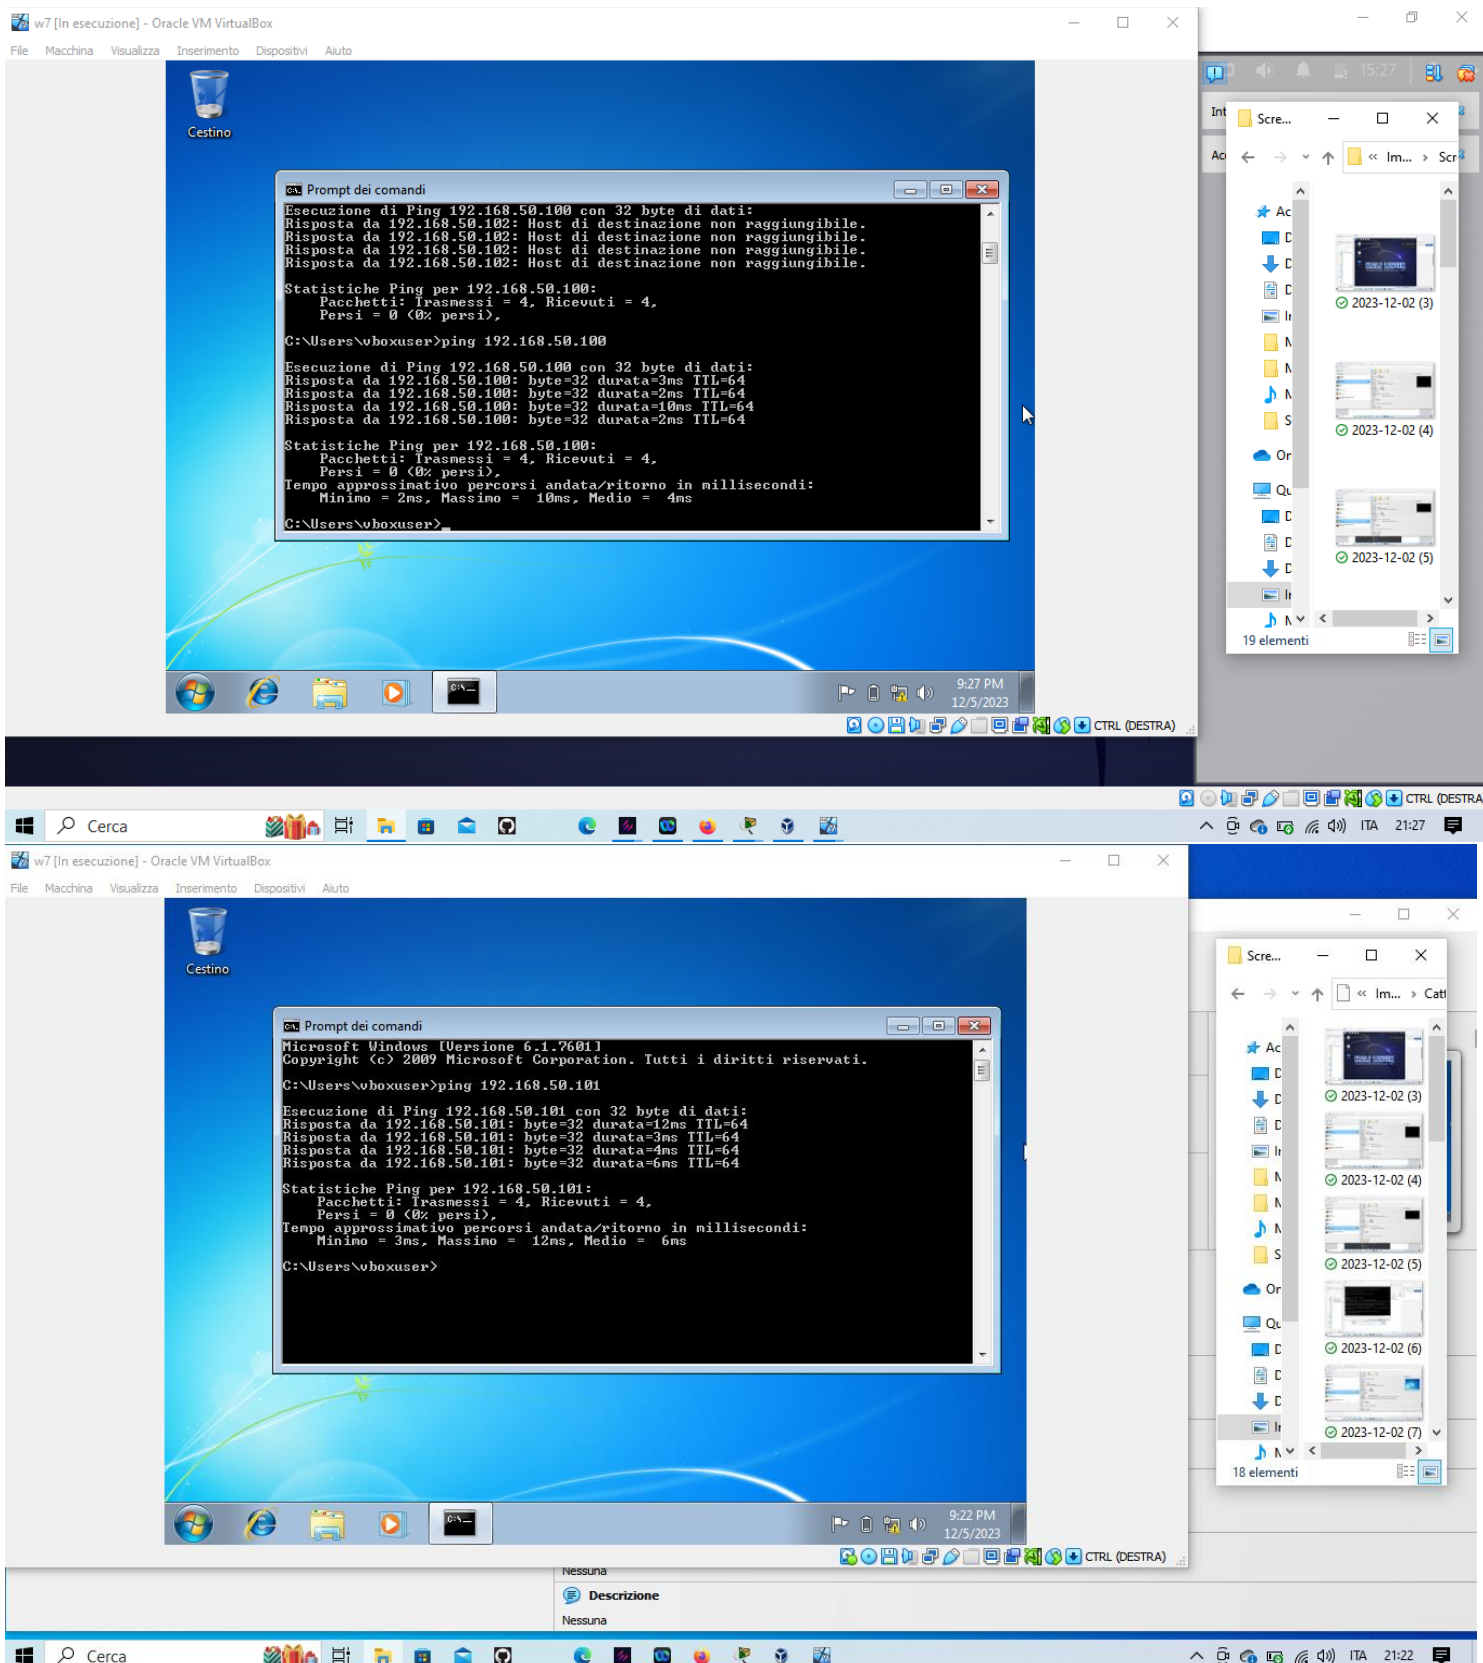 w7 [In esecuzione] - Oracle VM VirtualBox
File Macchina Visualizza Inserimento Dispositivi Aiuto
Cestino
Prompt dei comandi
Esecuzione di Ping 192.168.50.100 con 32 byte di dati:
Risposta da 192.168.50.102: Host di destinazione non raggiungibile.
Risposta da 192.168.50.102: Host di destinazione non raggiungibile.
Risposta da 192.168.50.102: Host di destinazione non raggiungibile.
Risposta da 192.168.50.102: Host di destinazione non raggiungibile.
Statistiche Ping per 192.168.50.100:
Pacchetti: Trasmessi = 4, Ricevuti = 4,
Persi = 0 (0% persi),
C:\Users\vboxuser>ping 192.168.50.100
Esecuzione di Ping 192.168.50.100 con 32 byte di dati:
Risposta da 192.168.50.100: byte=32 durata=3ms TTL=64
Risposta da 192.168.50.100: byte=32 durata=2ms TTL=64
Risposta da 192.168.50.100: byte=32 durata=10ms TTL=64
Risposta da 192.168.50.100: byte=32 durata=2ms TTL=64
Statistiche Ping per 192.168.50.100:
Pacchetti: Trasmessi = 4, Ricevuti = 4,
Persi = 0 (0% persi),
Tempo approssimativo percorsi andata/ritorno in millisecondi:
Minimo = 2ms, Massimo = 10ms, Medio = 4ms
C:\Users\vboxuser>_
9:27 PM
12/5/2023
CTRL (DESTRA)
15:27
Int
Scre...
Ac
« Im... › Scr
Ac
D
D
D
Ir
M
S
Or
Qu
D
D
D
Ir
2023-12-02 (3)
2023-12-02 (4)
2023-12-02 (5)
19 elementi
CTRL (DESTRA
Cerca
ITA 21:27
w7 [In esecuzione] - Oracle VM VirtualBox
File Macchina Visualizza Inserimento Dispositivi Aiuto
Cestino
Prompt dei comandi
Microsoft Windows [Versione 6.1.7601]
Copyright (c) 2009 Microsoft Corporation. Tutti i diritti riservati.
C:\Users\vboxuser>ping 192.168.50.101
Esecuzione di Ping 192.168.50.101 con 32 byte di dati:
Risposta da 192.168.50.101: byte=32 durata=12ms TTL=64
Risposta da 192.168.50.101: byte=32 durata=3ms TTL=64
Risposta da 192.168.50.101: byte=32 durata=4ms TTL=64
Risposta da 192.168.50.101: byte=32 durata=6ms TTL=64
Statistiche Ping per 192.168.50.101:
Pacchetti: Trasmessi = 4, Ricevuti = 4,
Persi = 0 (0% persi),
Tempo approssimativo percorsi andata/ritorno in millisecondi:
Minimo = 3ms, Massimo = 12ms, Medio = 6ms
C:\Users\vboxuser>
9:22 PM
12/5/2023
CTRL (DESTRA)
Scre...
« Im... › Catt
Ac
D
D
D
Ir
S
Or
Qu
D
D
D
Ir
2023-12-02 (3)
2023-12-02 (4)
2023-12-02 (5)
2023-12-02 (6)
2023-12-02 (7)
18 elementi
Nessuna
Descrizione
Nessuna
Cerca
ITA 21:22